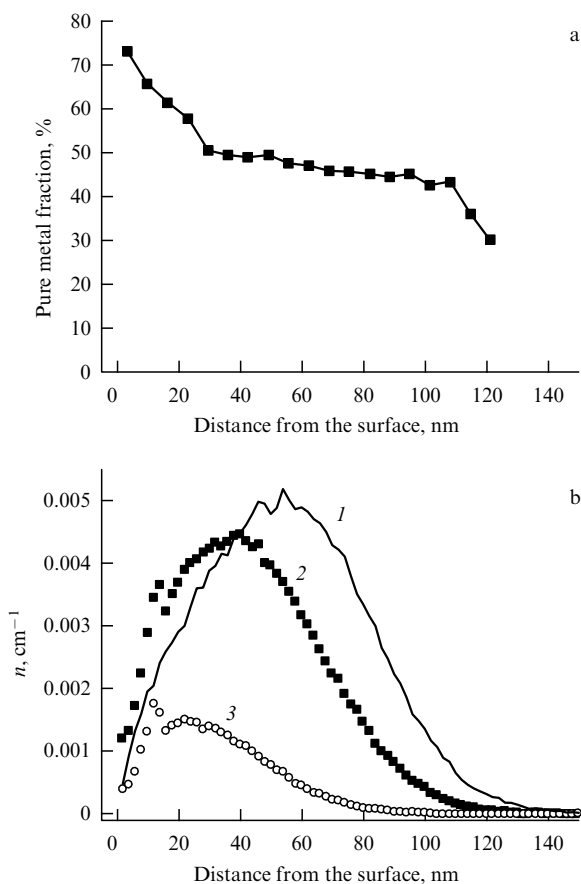 a
80
70
60
50
40
30
20
10
0
Pure metal fraction, %
0 20 40 60 80 100 120 140
Distance from the surface, nm
b
0.005
0.004
0.003
0.002
0.001
0
n, cm⁻¹
1
2
3
0 20 40 60 80 100 120 140
Distance from the surface, nm